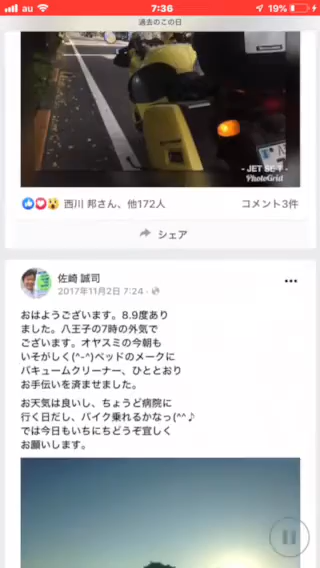 au
7:36
19%
過去のこの日
- JET SET -
PhotoGrid
西川 邦さん、他172人
コメント3件
シェア
佐崎 誠司
2017年11月2日 7:24
おはようございます。8.9度あり
ました。八王子の7時の外気で
ございます。オヤスミの今朝も
いそがしく(^-^)ベッドのメークに
バキュームクリーナー、ひととおり
お手伝いを済ませました。
お天気は良いし、ちょうど病院に
行く日だし、バイク乗れるかなっ(^^♪
では今日もいちにちどうぞ宜しく
お願いします。